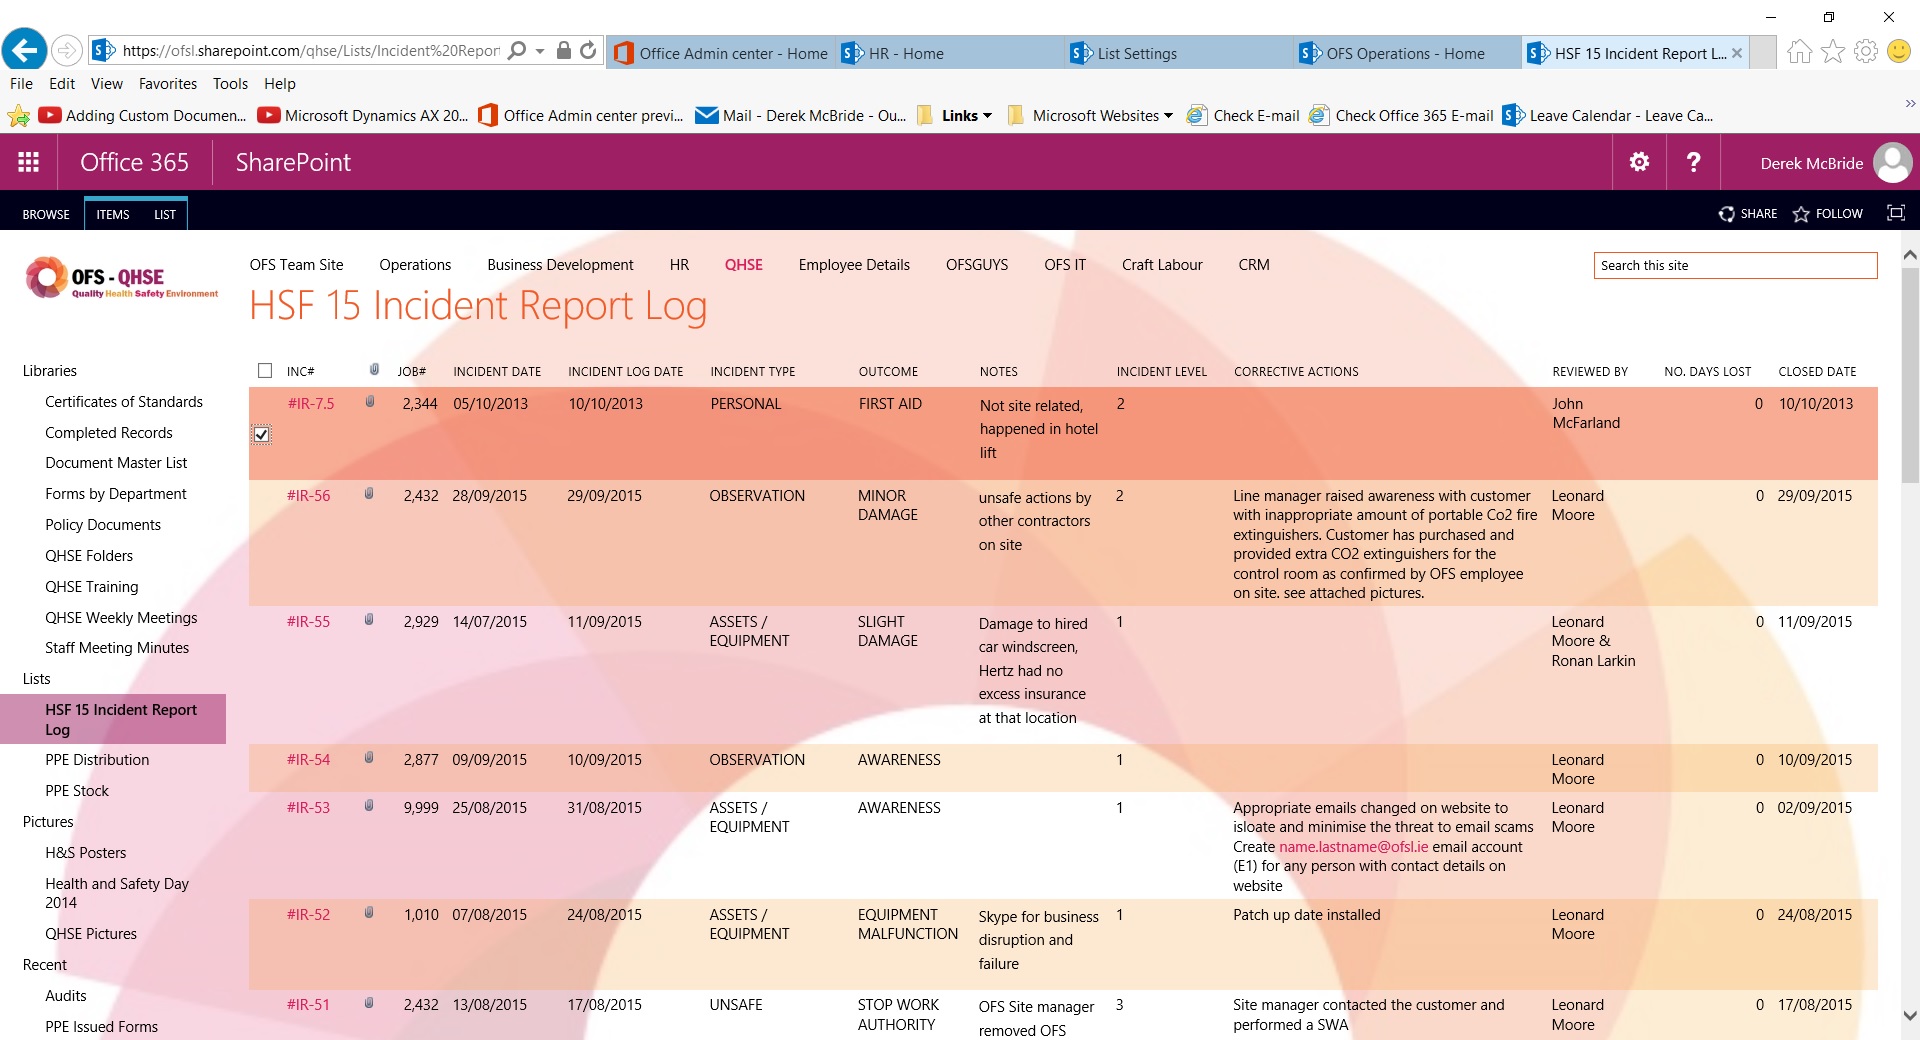 https://ofsl.sharepoint.com/qhse/Lists/Incident%20Report
Office Admin center - Home
HR - Home
List Settings
OFS Operations - Home
HSF 15 Incident Report L...
File Edit View Favorites Tools Help
Adding Custom Documen...
Microsoft Dynamics AX 20...
Office Admin center previ...
Mail - Derek McBride - Ou...
Links
Microsoft Websites
Check E-mail
Check Office 365 E-mail
Leave Calendar - Leave Ca...
Office 365
SharePoint
?
Derek McBride
BROWSE ITEMS LIST
SHARE FOLLOW
OFS - QHSE
Quality Health Safety Environment
OFS Team Site Operations Business Development HR QHSE Employee Details OFSGUYS OFS IT Craft Labour CRM
Search this site
HSF 15 Incident Report Log
Libraries
Certificates of Standards
Completed Records
Document Master List
Forms by Department
Policy Documents
QHSE Folders
QHSE Training
QHSE Weekly Meetings
Staff Meeting Minutes
Lists
HSF 15 Incident Report
Log
PPE Distribution
PPE Stock
Pictures
H&S Posters
Health and Safety Day
2014
QHSE Pictures
Recent
Audits
PPE Issued Forms
INC# JOB# INCIDENT DATE INCIDENT LOG DATE INCIDENT TYPE OUTCOME NOTES INCIDENT LEVEL CORRECTIVE ACTIONS REVIEWED BY NO. DAYS LOST CLOSED DATE
#IR-7.5 2,344 05/10/2013 10/10/2013 PERSONAL FIRST AID
Not site related,
happened in hotel
lift
2
John
McFarland
0 10/10/2013
#IR-56 2,432 28/09/2015 29/09/2015 OBSERVATION
MINOR
DAMAGE
unsafe actions by
other contractors
on site
2
Line manager raised awareness with customer
with inappropriate amount of portable Co2 fire
extinguishers. Customer has purchased and
provided extra CO2 extinguishers for the
control room as confirmed by OFS employee
on site. see attached pictures.
Leonard
Moore
0 29/09/2015
#IR-55 2,929 14/07/2015 11/09/2015
ASSETS /
EQUIPMENT
SLIGHT
DAMAGE
Damage to hired
car windscreen,
Hertz had no
excess insurance
at that location
1
Leonard
Moore &
Ronan Larkin
0 11/09/2015
#IR-54 2,877 09/09/2015 10/09/2015 OBSERVATION AWARENESS 1
Leonard
Moore
0 10/09/2015
#IR-53 9,999 25/08/2015 31/08/2015
ASSETS /
EQUIPMENT
AWARENESS 1
Appropriate emails changed on website to
isloate and minimise the threat to email scams
Create name.lastname@ofsl.ie email account
(E1) for any person with contact details on
website
Leonard
Moore
0 02/09/2015
#IR-52 1,010 07/08/2015 24/08/2015
ASSETS /
EQUIPMENT
EQUIPMENT
MALFUNCTION
Skype for business
disruption and
failure
1
Patch up date installed
Leonard
Moore
0 24/08/2015
#IR-51 2,432 13/08/2015 17/08/2015 UNSAFE
STOP WORK
AUTHORITY
OFS Site manager
removed OFS
3
Site manager contacted the customer and
performed a SWA
Leonard
Moore
0 17/08/2015